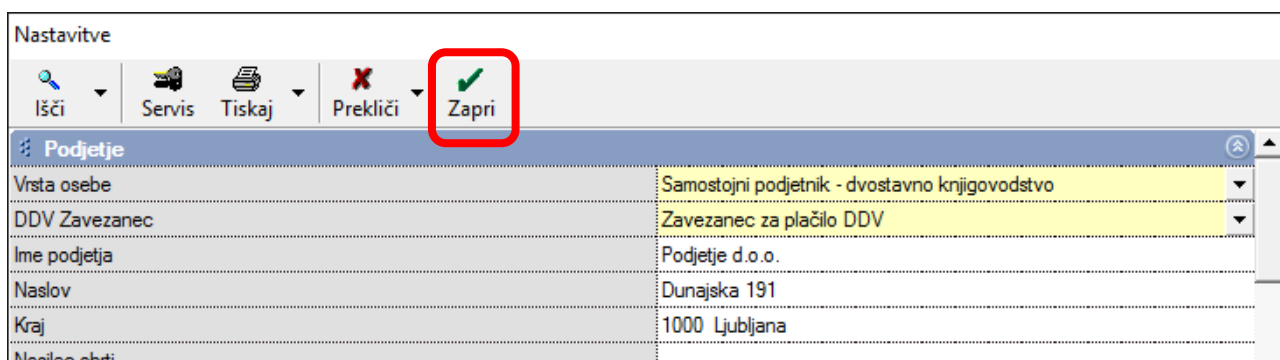 Nastavitve
Išči Servis Tiskaj Prekliči Zapri
Podjetje
Vrsta osebe Samostojni podjetnik - dvostavno knjigovodstvo
DDV Zavezanec Zavezanec za plačilo DDV
Ime podjetja Podjetje d.o.o.
Naslov Dunajska 191
Kraj 1000 Ljubljana